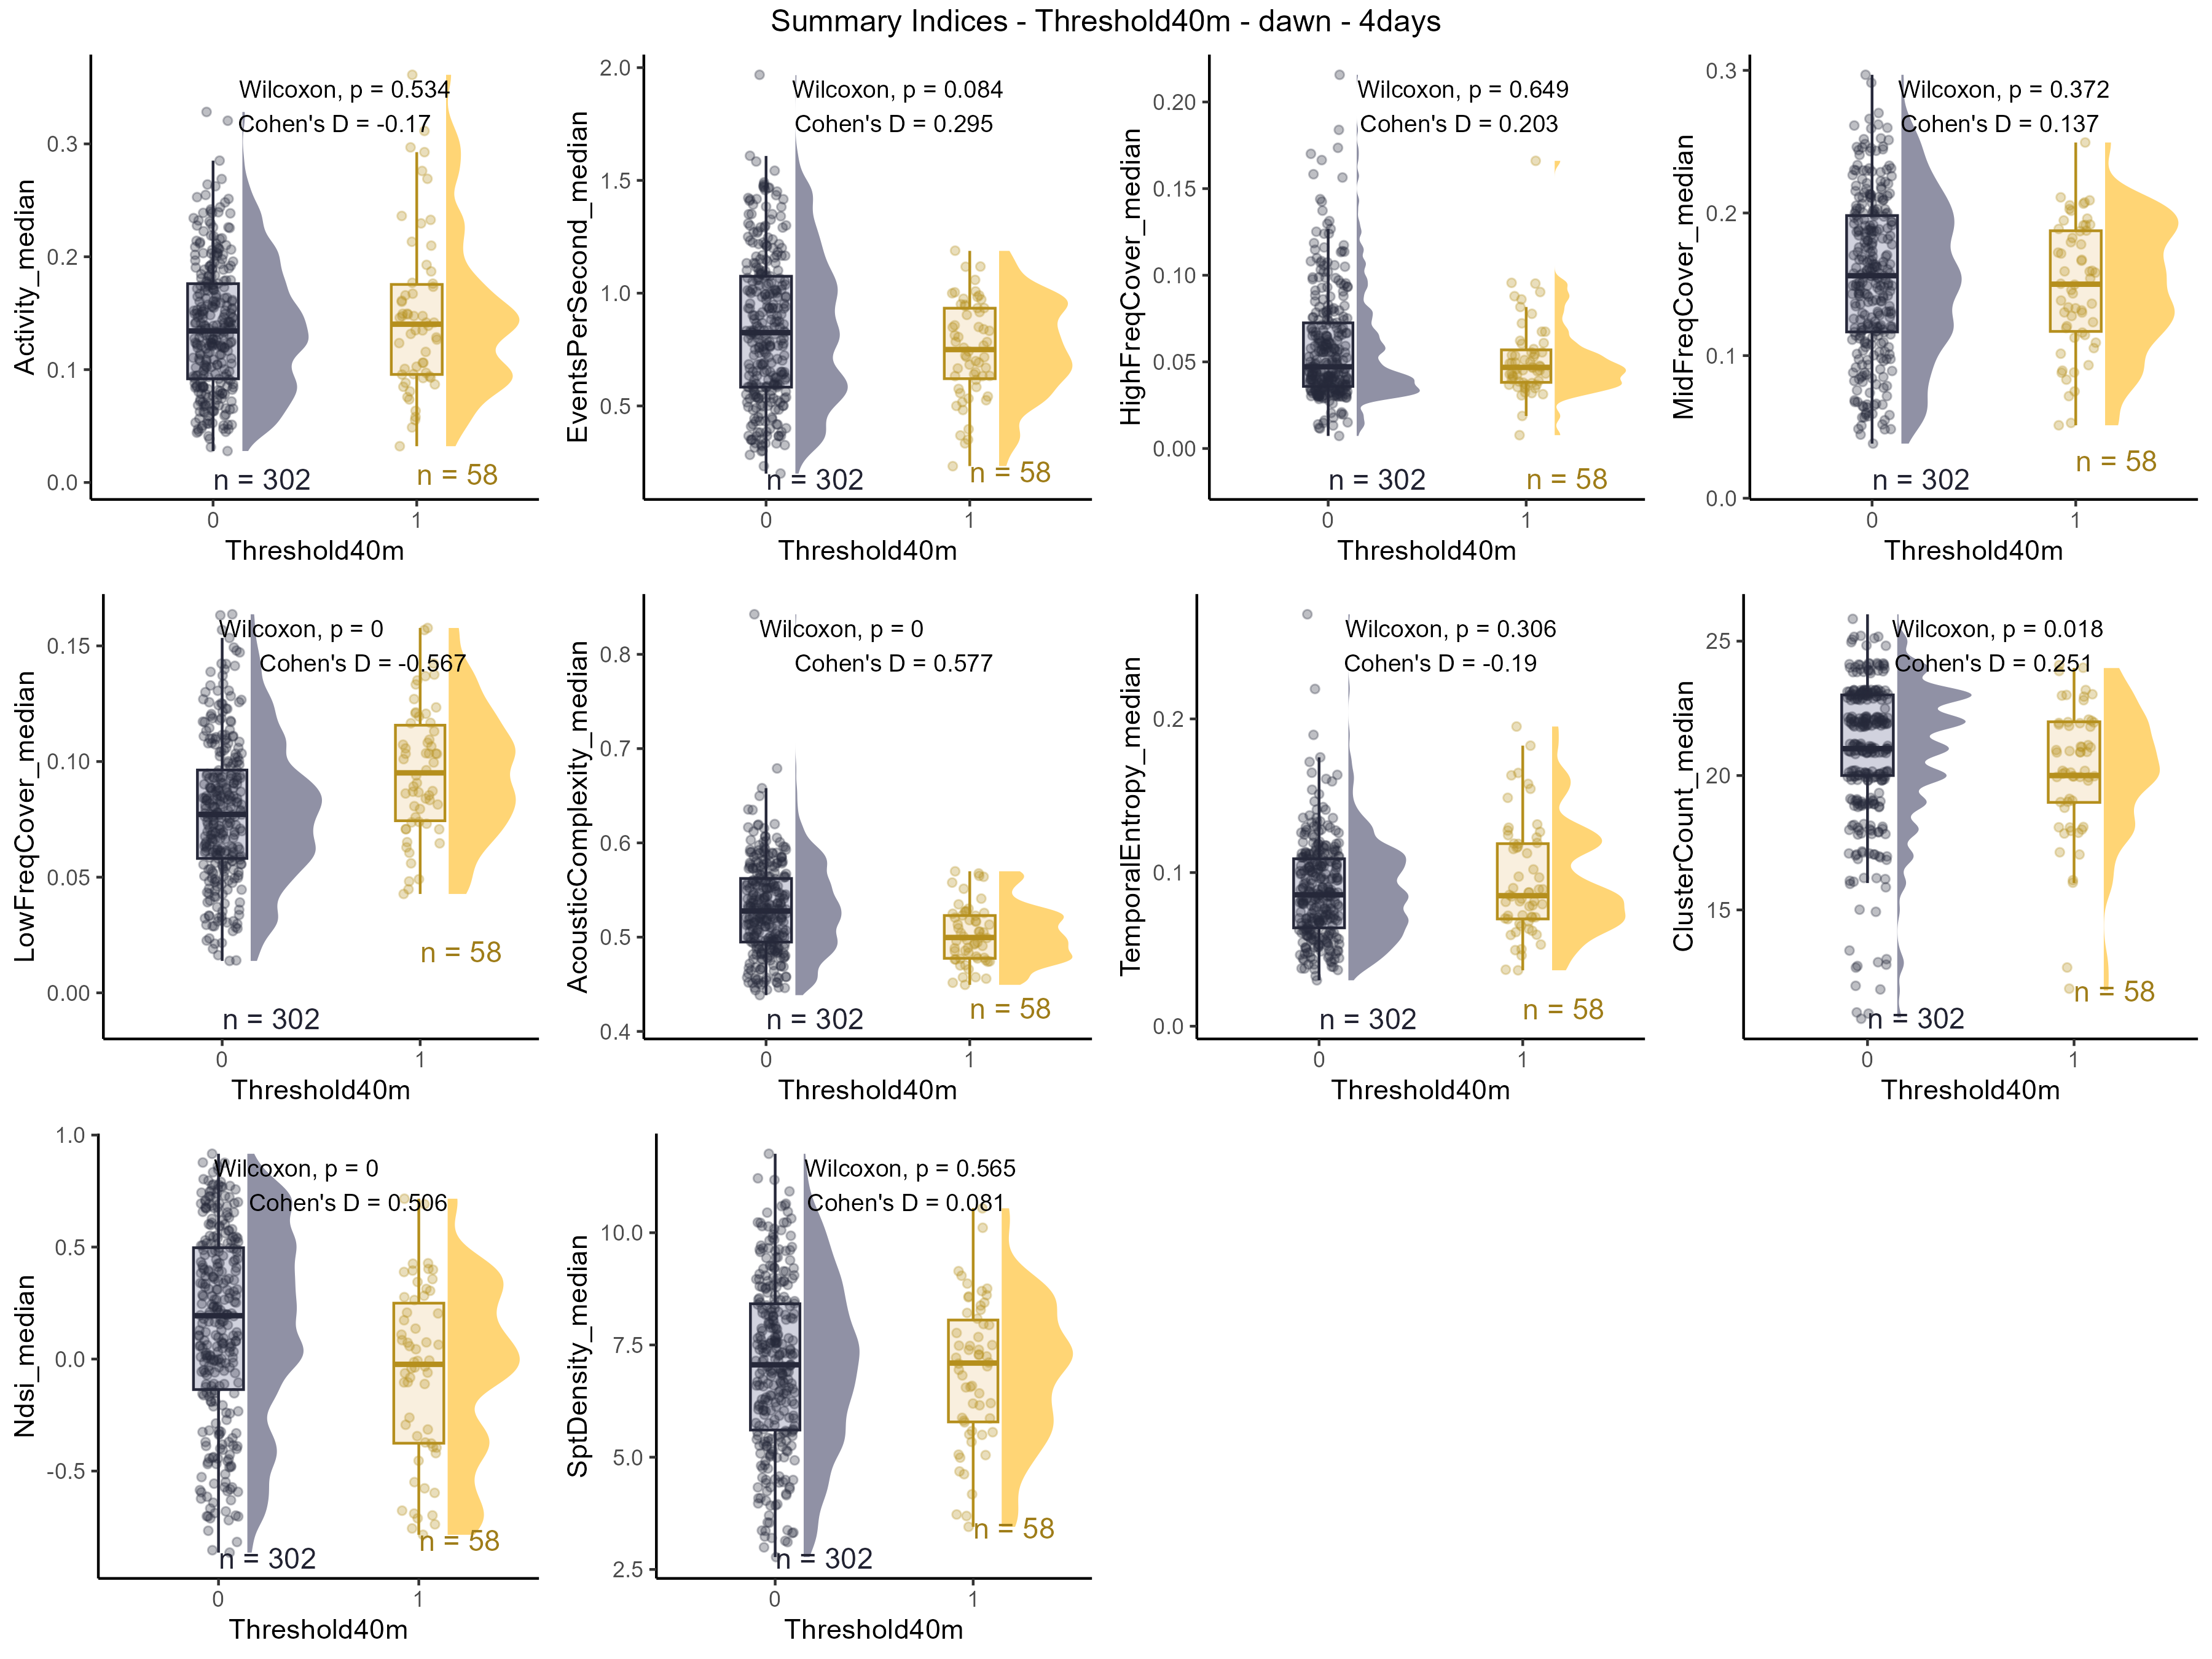 Summary Indices - Threshold40m - dawn - 4days
Activity_median
0.3
0.2
0.1
0.0
Wilcoxon, p = 0.534
Cohen's D = -0.17
n = 302
n = 58
0
1
Threshold40m
EventsPerSecond_median
2.0
1.5
1.0
0.5
Wilcoxon, p = 0.084
Cohen's D = 0.295
n = 302
n = 58
0
1
Threshold40m
HighFreqCover_median
0.20
0.15
0.10
0.05
0.00
Wilcoxon, p = 0.649
Cohen's D = 0.203
n = 302
n = 58
0
1
Threshold40m
MidFreqCover_median
0.3
0.2
0.1
0.0
Wilcoxon, p = 0.372
Cohen's D = 0.137
n = 302
n = 58
0
1
Threshold40m
LowFreqCover_median
0.15
0.10
0.05
0.00
Wilcoxon, p = 0
Cohen's D = -0.567
n = 302
n = 58
0
1
Threshold40m
AcousticComplexity_median
0.8
0.7
0.6
0.5
0.4
Wilcoxon, p = 0
Cohen's D = 0.577
n = 302
n = 58
0
1
Threshold40m
TemporalEntropy_median
0.2
0.1
0.0
Wilcoxon, p = 0.306
Cohen's D = -0.19
n = 302
n = 58
0
1
Threshold40m
ClusterCount_median
25
20
15
Wilcoxon, p = 0.018
Cohen's D = 0.251
n = 302
n = 58
0
1
Threshold40m
Ndsi_median
1.0
0.5
0.0
-0.5
Wilcoxon, p = 0
Cohen's D = 0.506
n = 302
n = 58
0
1
Threshold40m
SptDensity_median
10.0
7.5
5.0
2.5
Wilcoxon, p = 0.565
Cohen's D = 0.081
n = 302
n = 58
0
1
Threshold40m